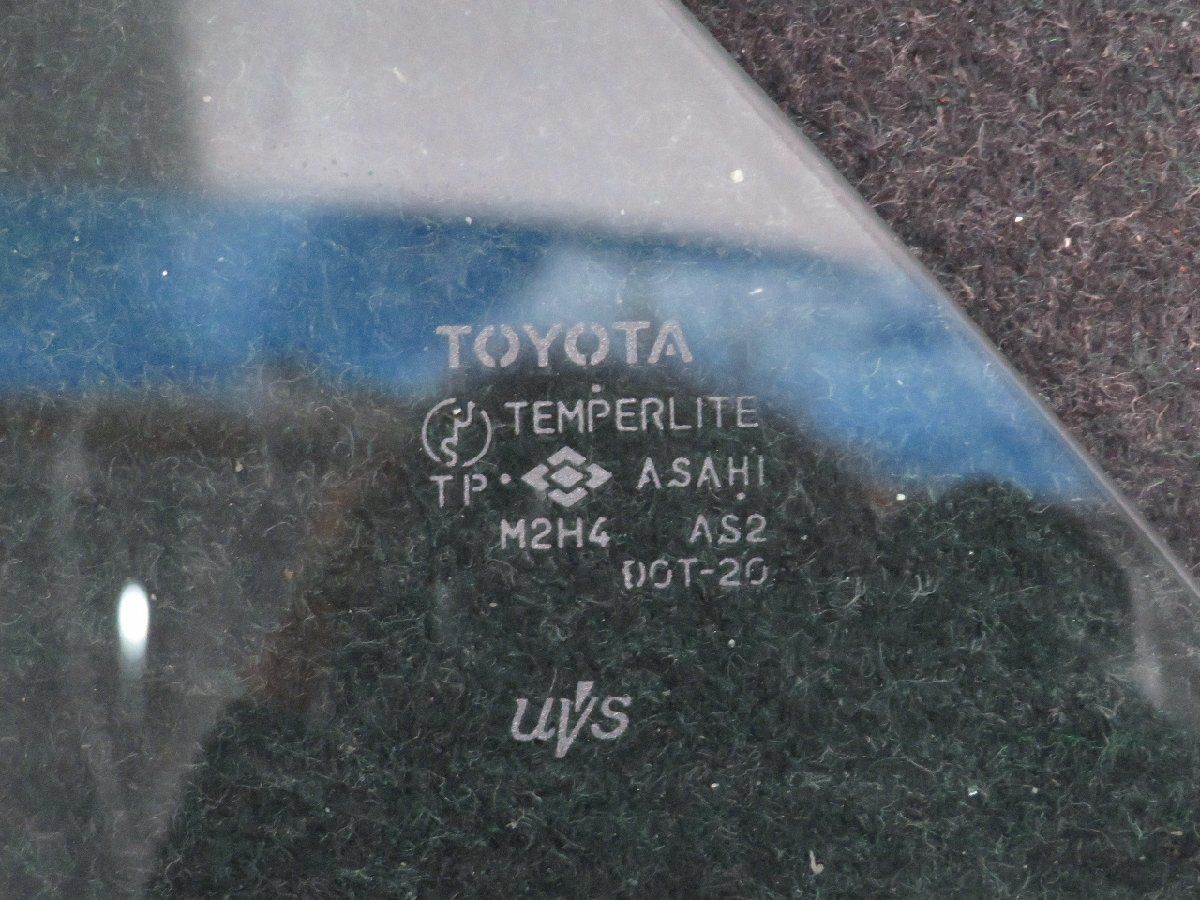 TOYOTA
TEMPERLITE
TP ASAHI
M2H4 AS2
DOT-20
uvs